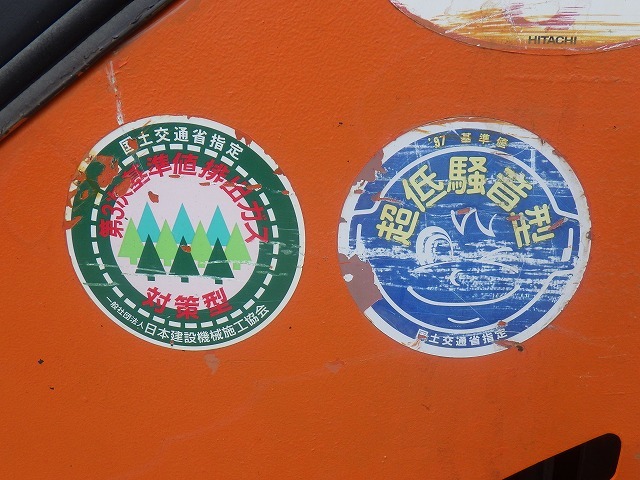 HITACHI
国土交通省指定
第3次基準値排出ガス
対策型
一般社団法人日本建設機械施工協会
'97 基準値
超低騒音型
国土交通省指定